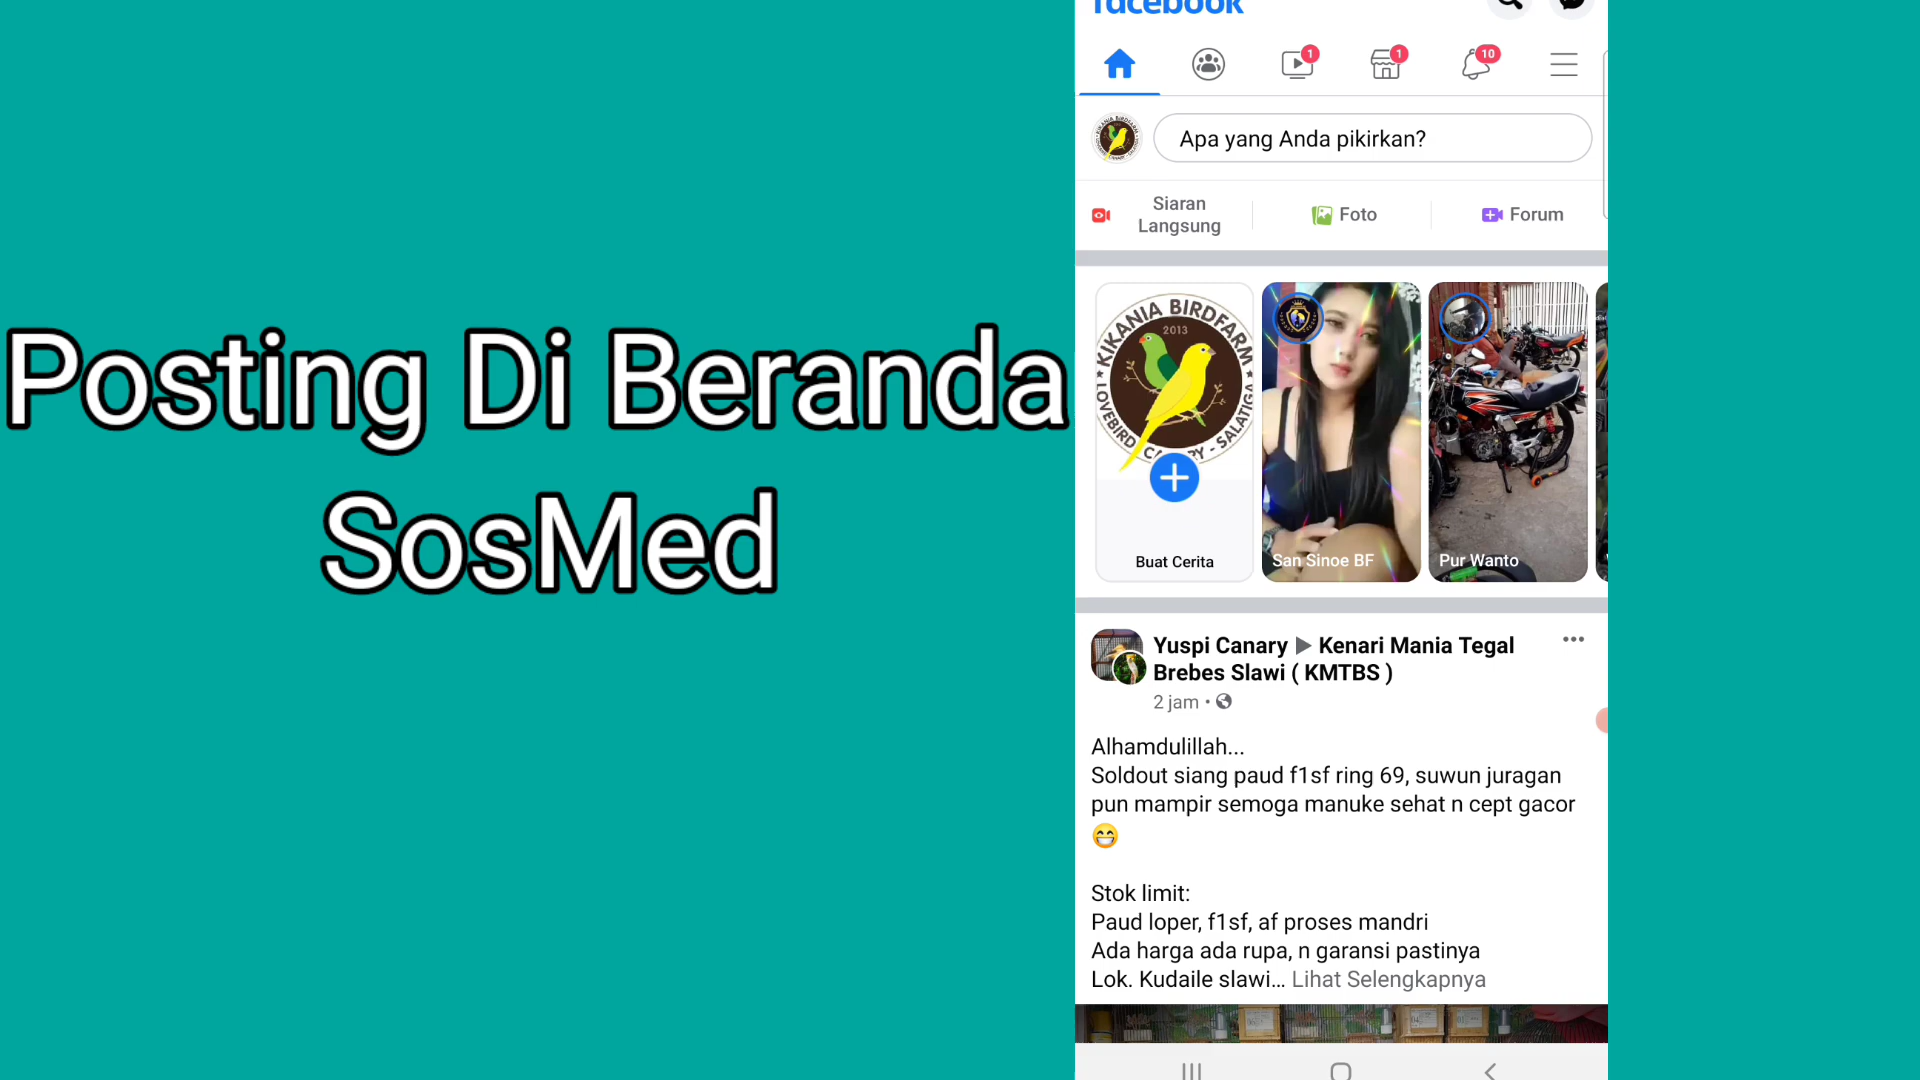 Posting Di Beranda
SosMed
facebook
1
1
10
KIKANIA BIRDFARM
Apa yang Anda pikirkan?
Siaran
Langsung
Foto
Forum
KIKANIA BIRDFARM
2013
LOVEBIRD CANARY - SALATIGA
Buat Cerita
San Sinoe BF
Pur Wanto
Yuspi Canary ▶ Kenari Mania Tegal
Brebes Slawi ( KMTBS )
2 jam •
Alhamdulillah...
Soldout siang paud f1sf ring 69, suwun juragan
pun mampir semoga manuke sehat n cept gacor
😁
Stok limit:
Paud loper, f1sf, af proses mandri
Ada harga ada rupa, n garansi pastinya
Lok. Kudaile slawi... Lihat Selengkapnya